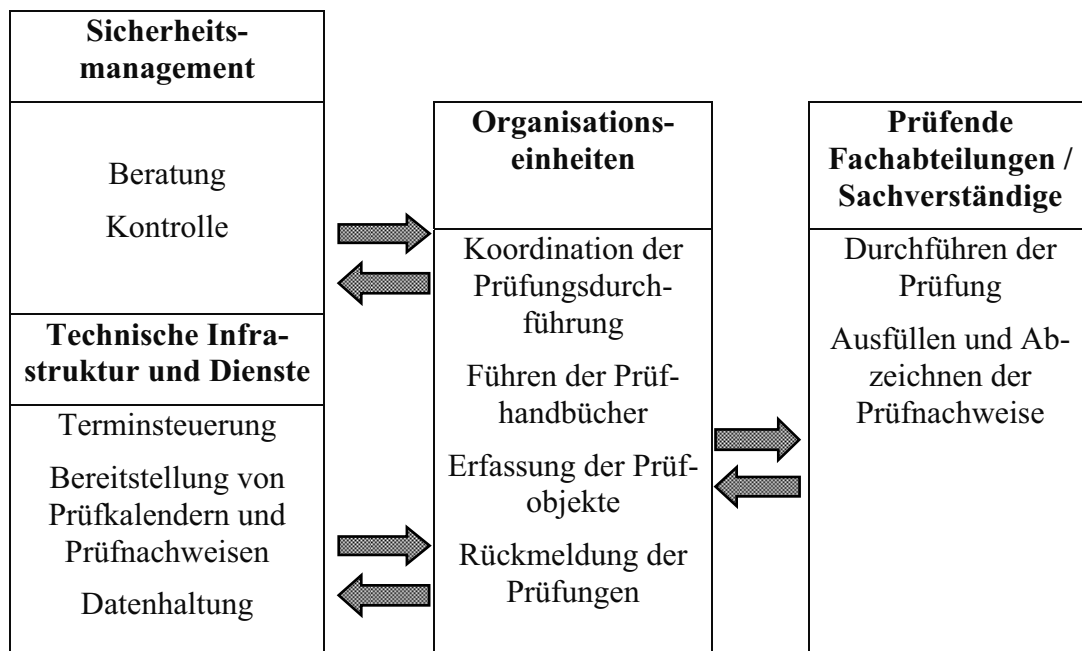 Sicherheits-
management
Beratung
Kontrolle
Technische Infra-
struktur und Dienste
Terminsteuerung
Bereitstellung von
Prüfkalendern und
Prüfnachweisen
Datenhaltung
Organisations-
einheiten
Koordination der
Prüfungsdurch-
führung
Führen der Prüf-
handbücher
Erfassung der Prüf-
objekte
Rückmeldung der
Prüfungen
Prüfende
Fachabteilungen /
Sachverständige
Durchführen der
Prüfung
Ausfüllen und Ab-
zeichnen der
Prüfnachweise